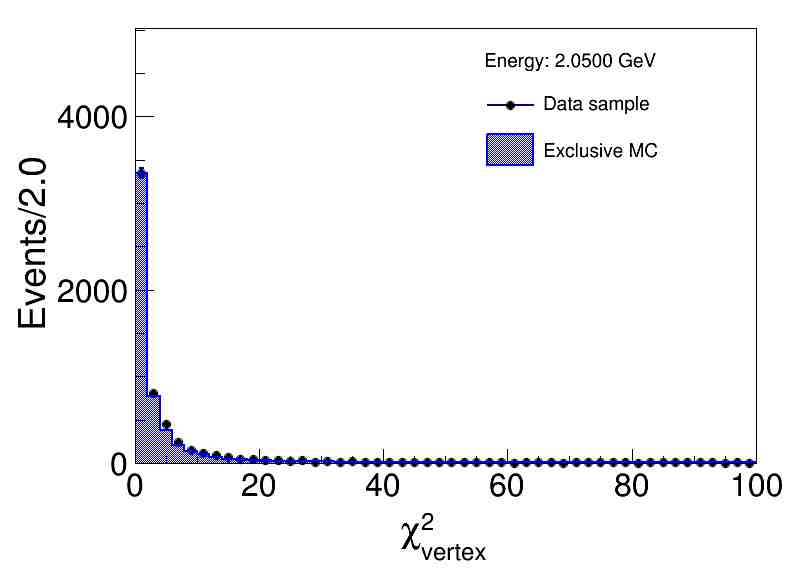 Energy: 2.0500 GeV
Data sample
Exclusive MC
Events/2.0
4000
2000
0
0 20 40 60 80 100
χ²vertex